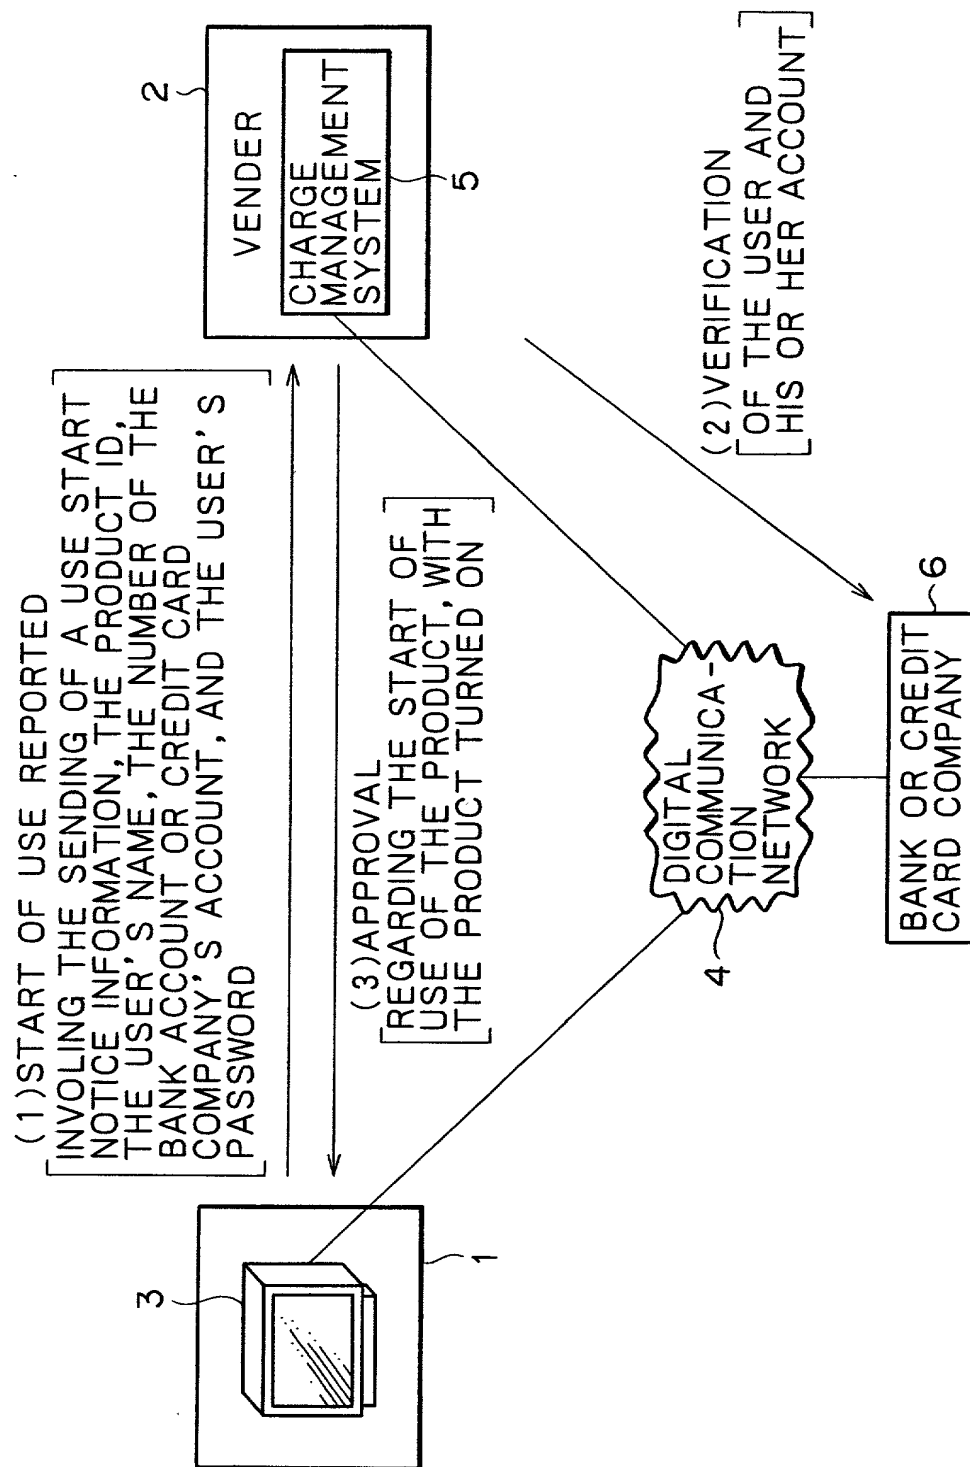 (1)START OF USE REPORTED
INVOLING THE SENDING OF A USE START
NOTICE INFORMATION, THE PRODUCT ID,
THE USER'S NAME, THE NUMBER OF THE
BANK ACCOUNT OR CREDIT CARD
COMPANY'S ACCOUNT, AND THE USER'S
PASSWORD
2
VENDER
CHARGE
MANAGEMENT
SYSTEM
5
3
1
(3)APPROVAL
REGARDING THE START OF
USE OF THE PRODUCT, WITH
THE PRODUCT TURNED ON
(2)VERIFICATION
OF THE USER AND
HIS OR HER ACCOUNT
DIGITAL
COMMUNICA-
TION
NETWORK
4
6
BANK OR CREDIT
CARD COMPANY